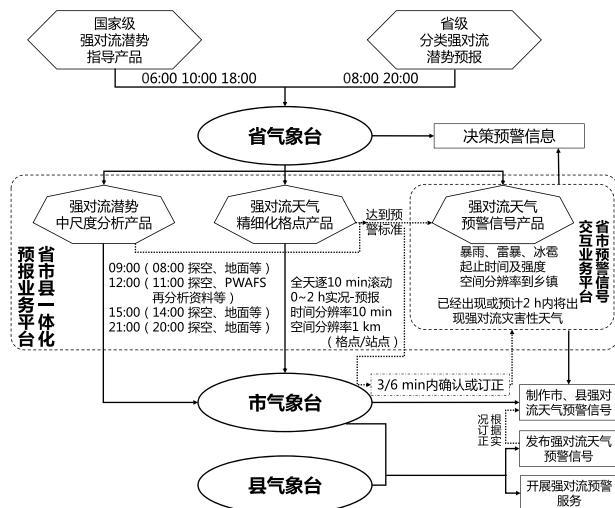 国家级
强对流潜势
指导产品
省级
分类强对流
潜势预报
06:00 10:00 18:00
08:00 20:00
省气象台
决策预警信息
省市县一体化
预报业务平台
强对流潜势
中尺度分析产品
强对流天气
精细化格点产品
达到预
警标准
强对流天气
预警信号产品
省市预警信号
交互业务平台
09:00（08:00 探空、地面等）
12:00（11:00 探空、PWAFS
再分析资料等）
15:00（14:00 探空、地面等）
21:00（20:00 探空、地面等）
全天逐10 min滚动
0~2 h实况-预报
时间分辨率10 min
空间分辨率1 km
（格点/站点）
暴雨、雷暴、冰雹
起止时间及强度
空间分辨率到乡镇
已经出现或预计2 h内将出
现强对流灾害性天气
3/6 min内确认或订正
市气象台
制作市、县强对
流天气预警信号
根据实
况订正
发布强对流天气
预警信号
县气象台
开展强对流预警
服务